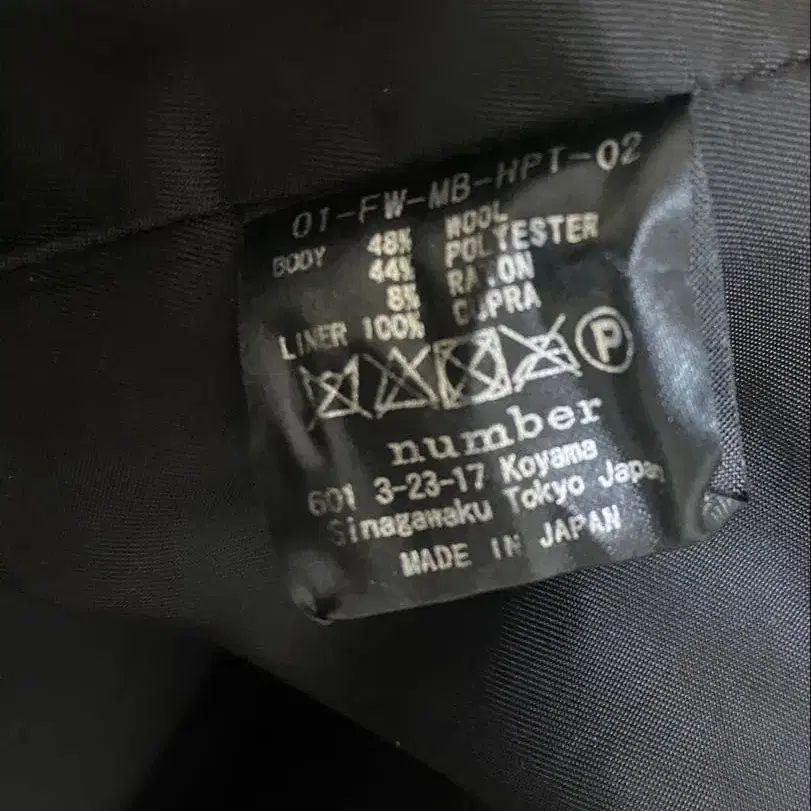 01-FW-MB-HPT-02
BODY 48% WOOL
44% POLYESTER
8% RAYON
LINER 100% CUPRA
P
number
601 3-23-17 Koyama
Sinagawaku Tokyo Japan
MADE IN JAPAN